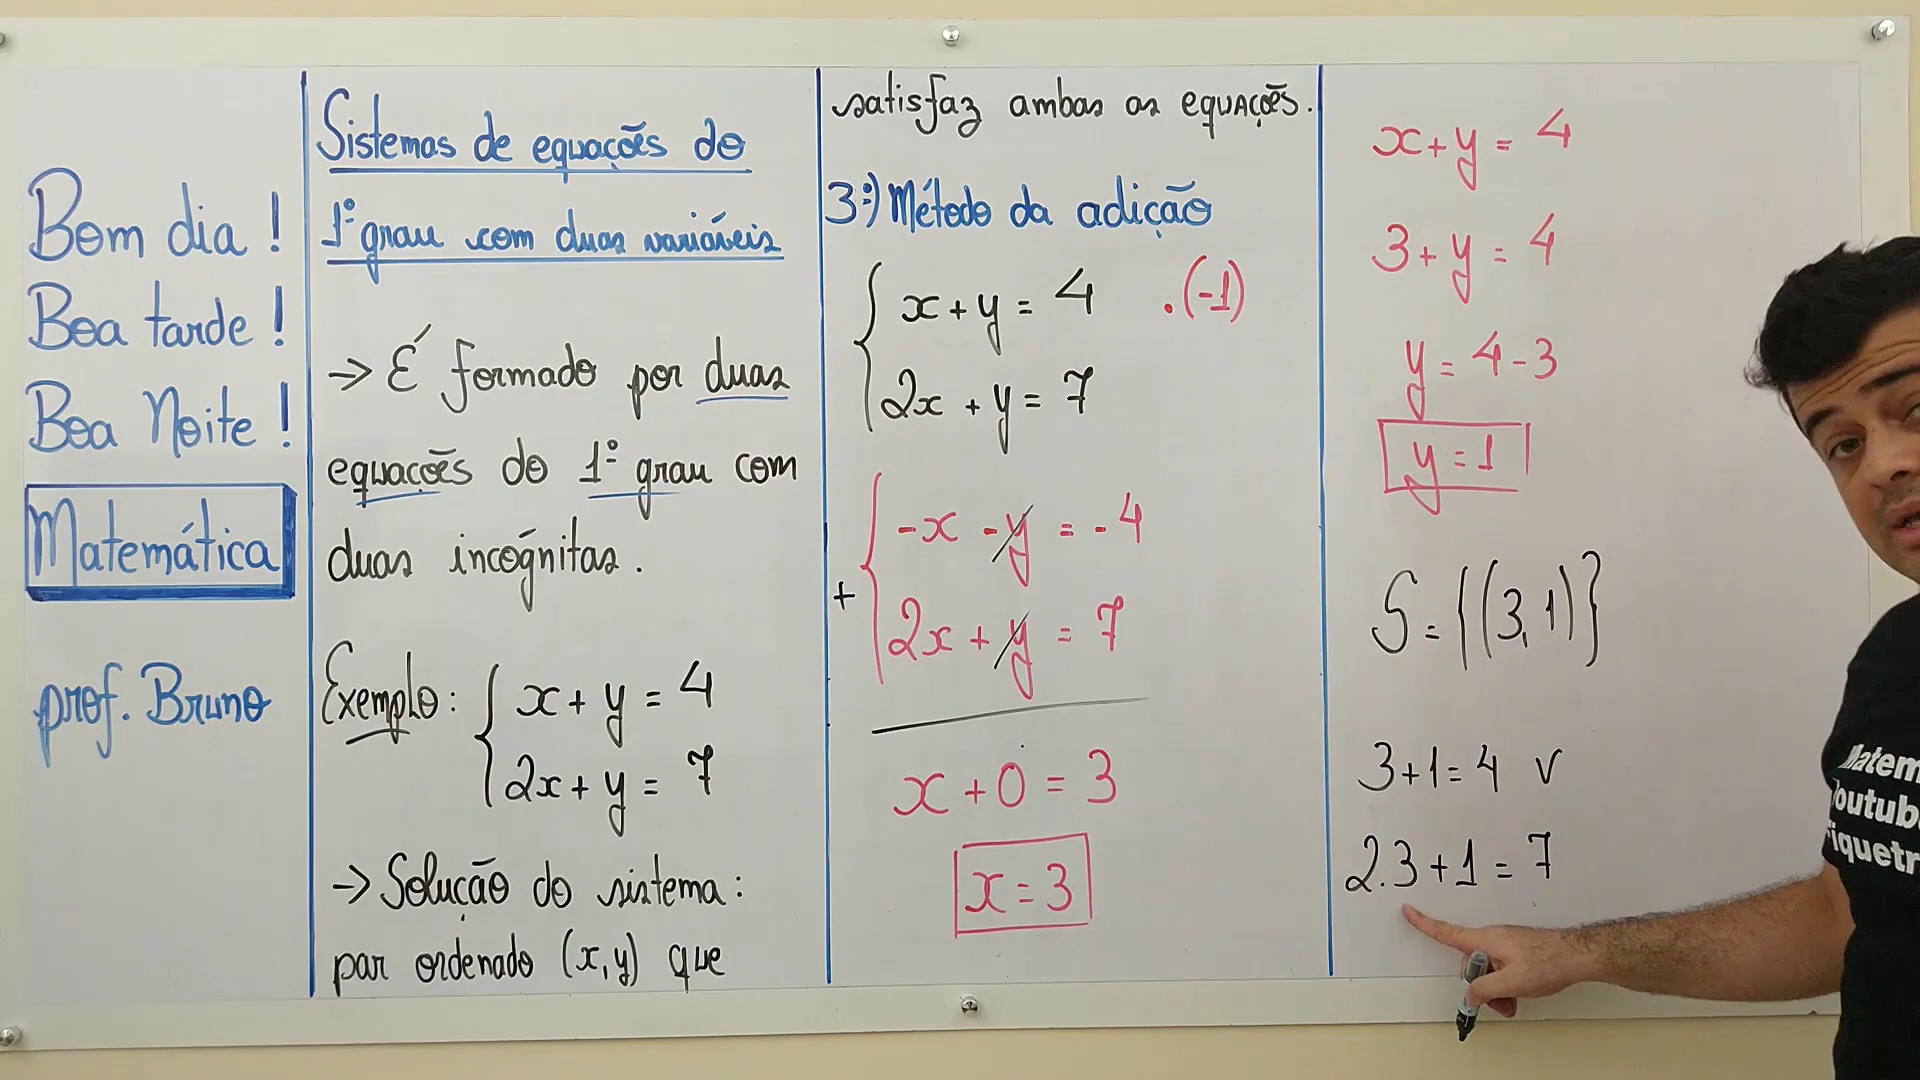 Bom dia !
Boa tarde !
Boa Noite !
Matemática
prof. Bruno
Sistemas de equações do
1º grau com duas variáveis
→ É formado por duas
equacões do 1º grau com
duas incógnitas.
Exemplo: { x + y = 4
2x + y = 7
→ Solução do sistema:
par ordenado (x,y) que
satisfaz ambas as equações.
3º) Método da adição
x + y = 4 .(-1)
2x + y = 7
-x - y = -4
+ { 2x + y = 7
x + 0 = 3
x = 3
x + y = 4
3 + y = 4
y = 4 - 3
y = 1
S = {(3,1)}
3 + 1 = 4 v
2.3 + 1 = 7